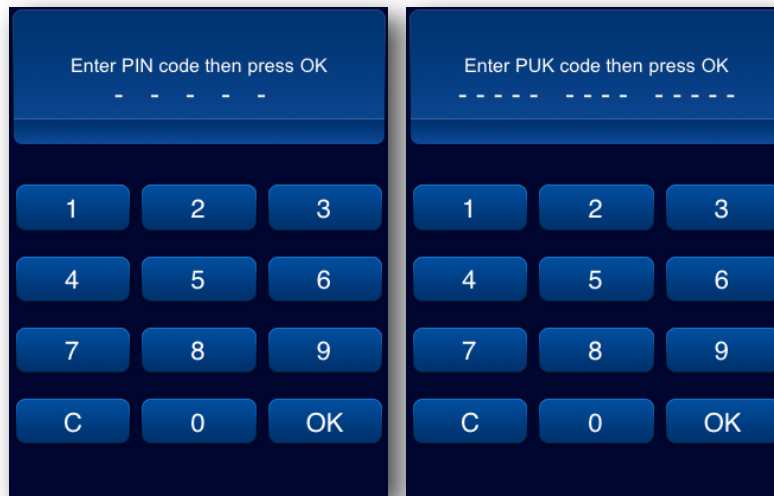 Enter PIN code then press OK
- - - - -
1 2 3
4 5 6
7 8 9
C 0 OK
Enter PUK code then press OK
----- ---- -----
1 2 3
4 5 6
7 8 9
C 0 OK